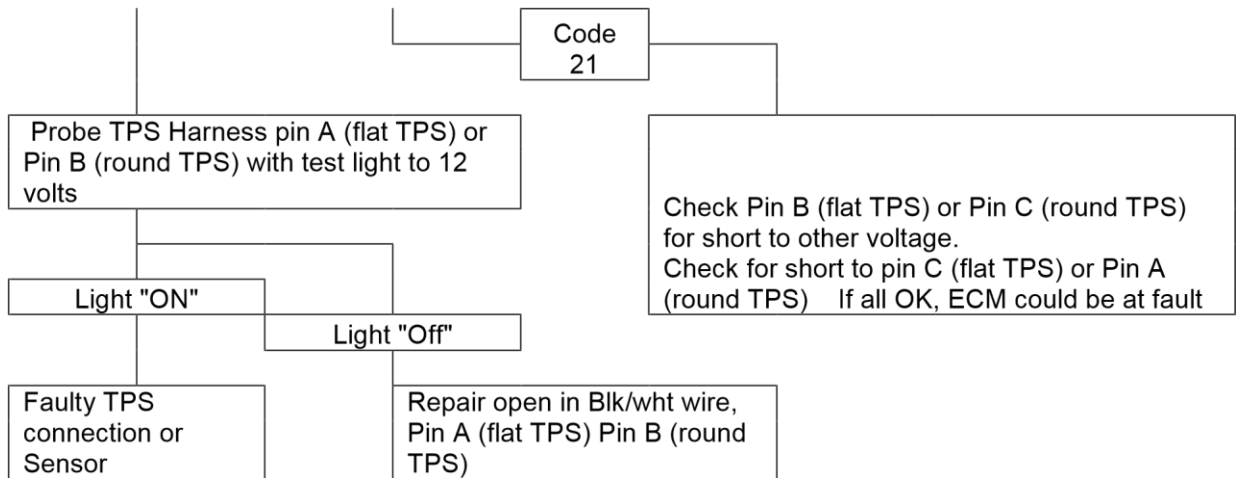 Code
21
Probe TPS Harness pin A (flat TPS) or
Pin B (round TPS) with test light to 12
volts
Check Pin B (flat TPS) or Pin C (round TPS)
for short to other voltage.
Check for short to pin C (flat TPS) or Pin A
(round TPS) If all OK, ECM could be at fault
Light "ON"
Light "Off"
Faulty TPS
connection or
Sensor
Repair open in Blk/wht wire,
Pin A (flat TPS) Pin B (round
TPS)